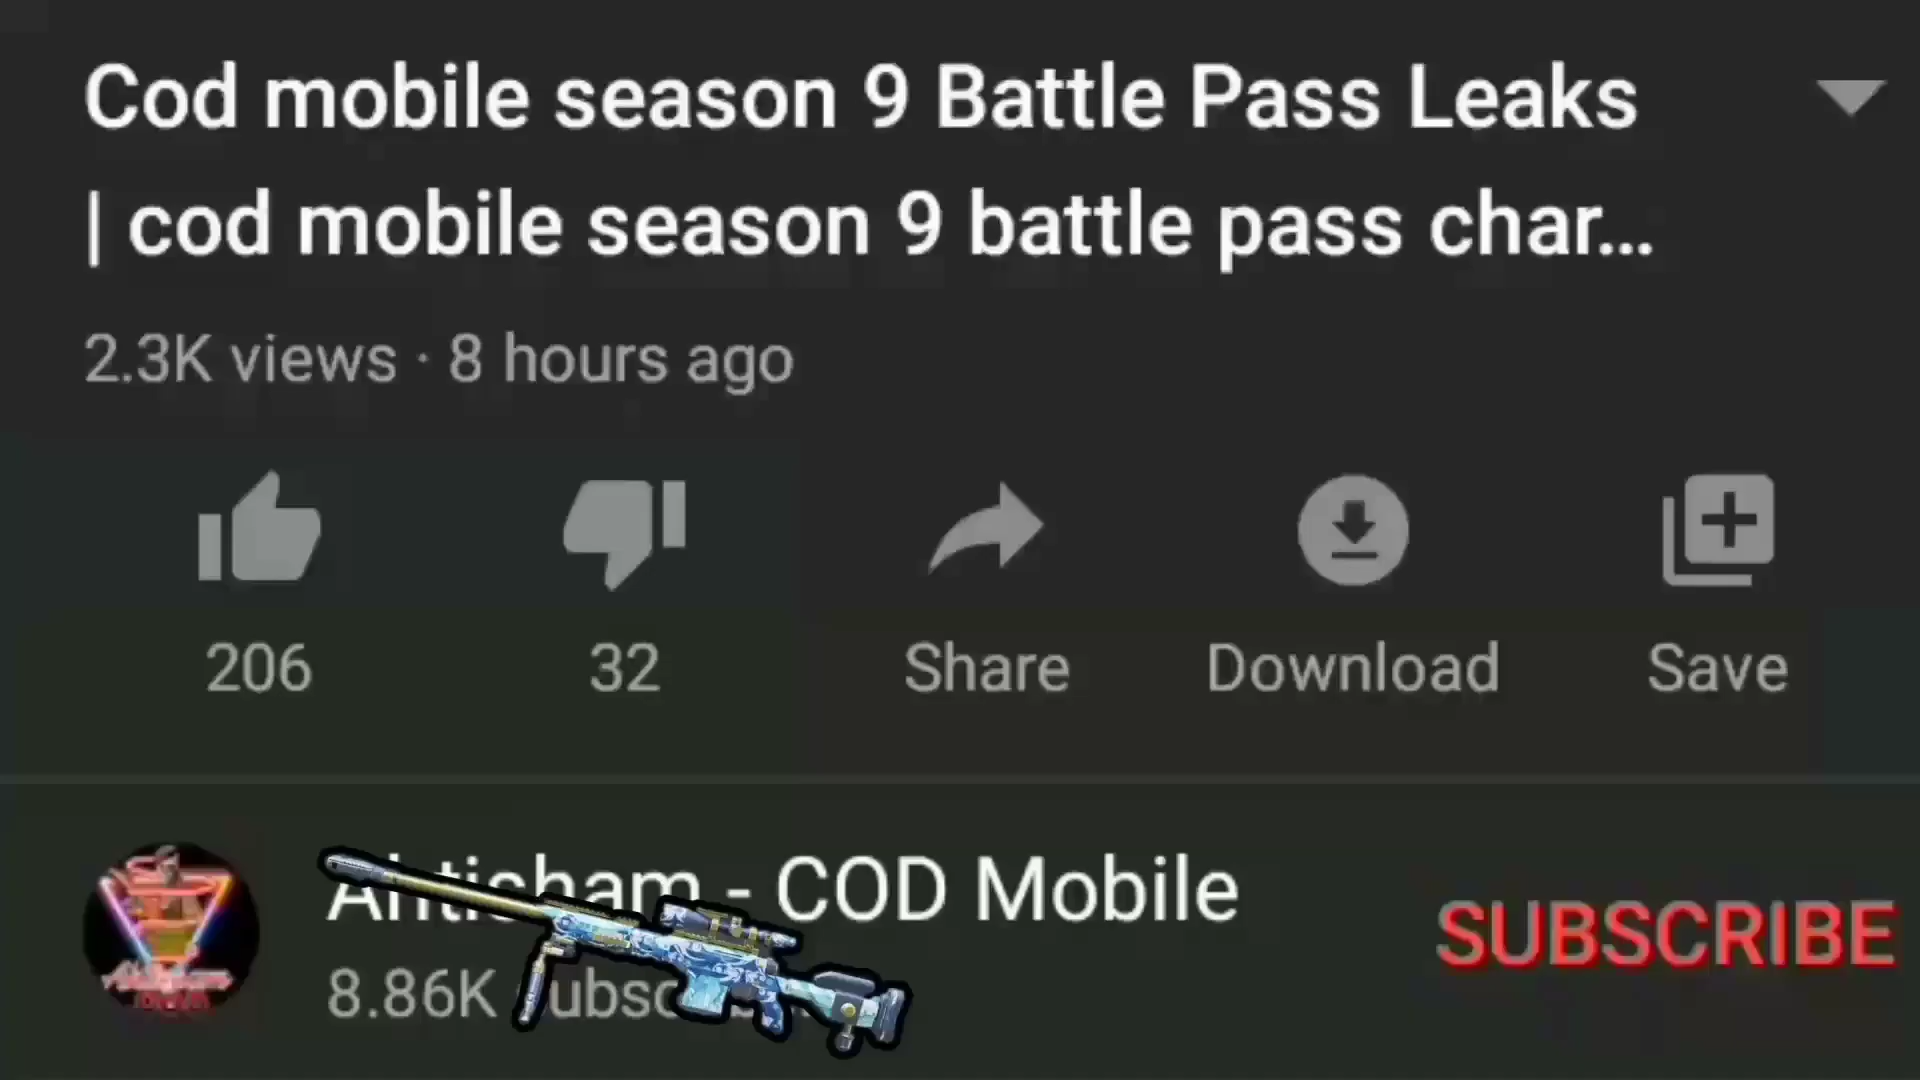 Cod mobile season 9 Battle Pass Leaks
| cod mobile season 9 battle pass char...
2.3K views · 8 hours ago
206
32
Share
Download
Save
Ahtisham - COD Mobile
SUBSCRIBE
8.86K